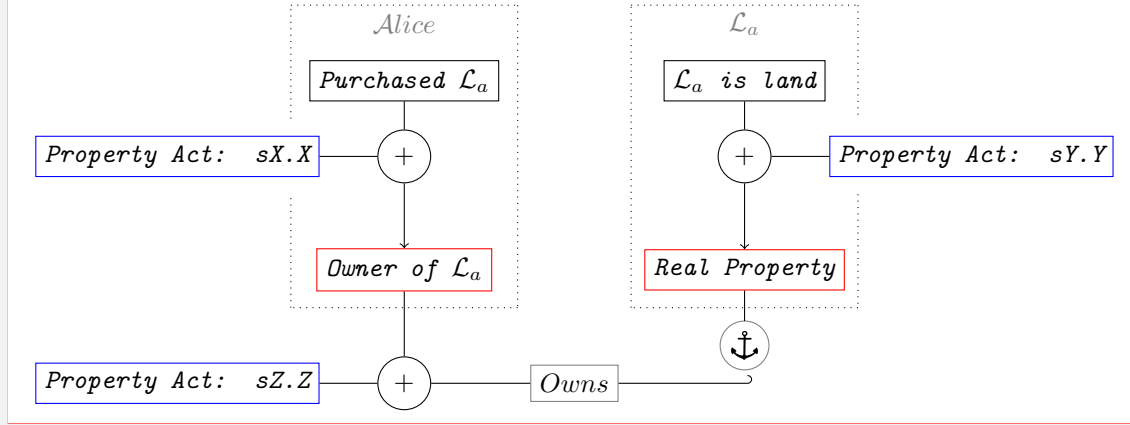 Alice
𝓛ₐ
Purchased 𝓛ₐ
𝓛ₐ is land
Property Act: sX.X
+
+
Property Act: sY.Y
Owner of 𝓛ₐ
Real Property
Property Act: sZ.Z
+
Owns